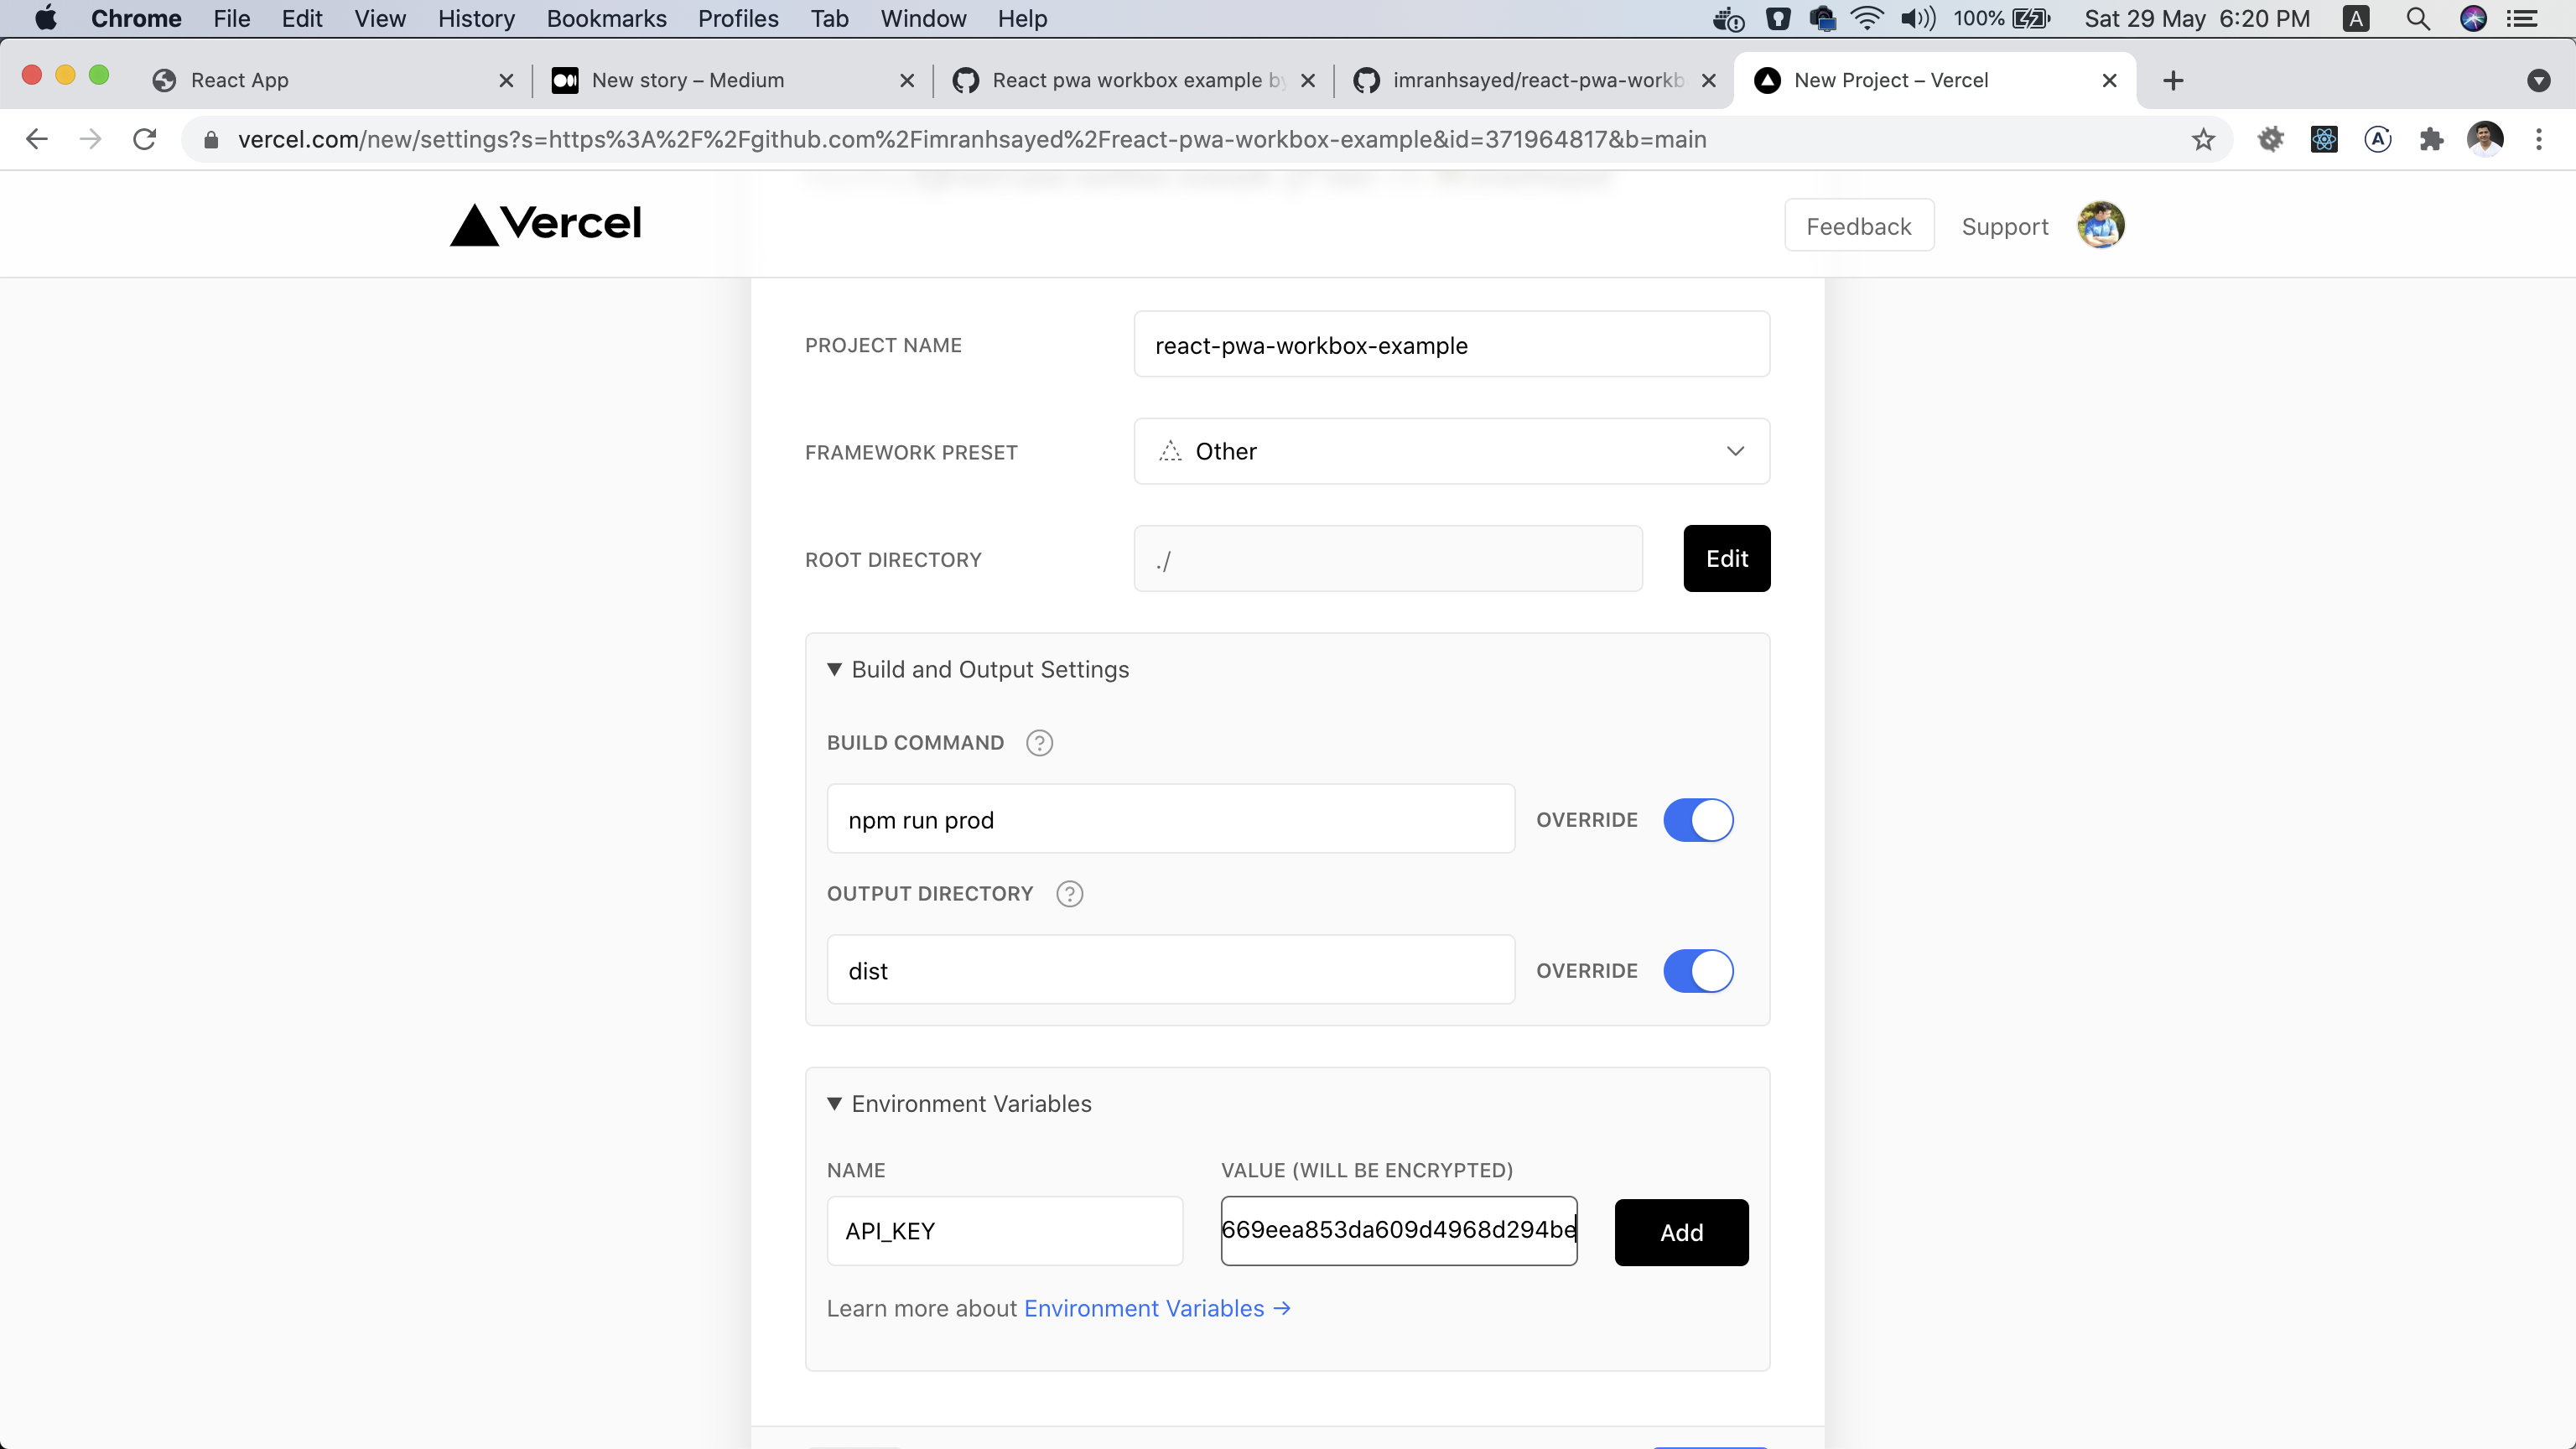 Chrome File Edit View History Bookmarks Profiles Tab Window Help 100% Sat 29 May 6:20 PM A
React App New story – Medium React pwa workbox example by imranhsayed/react-pwa-workb New Project – Vercel
vercel.com/new/settings?s=https%3A%2F%2Fgithub.com%2Fimranhsayed%2Freact-pwa-workbox-example&id=371964817&b=main
Vercel Feedback Support
PROJECT NAME react-pwa-workbox-example
FRAMEWORK PRESET Other
ROOT DIRECTORY ./ Edit
Build and Output Settings
BUILD COMMAND ?
npm run prod OVERRIDE
OUTPUT DIRECTORY ?
dist OVERRIDE
Environment Variables
NAME VALUE (WILL BE ENCRYPTED)
API_KEY 669eea853da609d4968d294be Add
Learn more about Environment Variables →